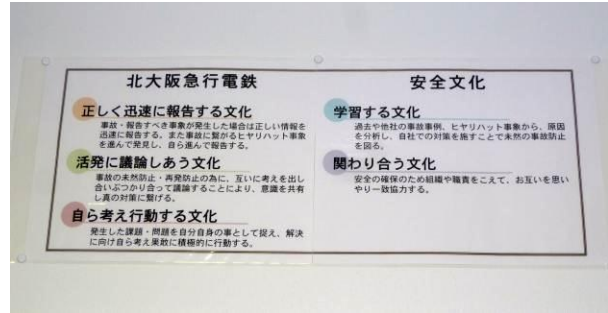 北大阪急行電鉄
正しく迅速に報告する文化
事故・報告すべき事象が発生した場合は正しい情報を
迅速に報告する。また事故に繋がるヒヤリハット事象
を進んで発見し、自ら進んで報告する。
活発に議論しあう文化
事故の未然防止・再発防止の為に、互いに考えを出し
合いぶつかり合って議論することにより、意識を共有
し真の対策に繋げる。
自ら考え行動する文化
発生した課題・問題を自分自身の事として捉え、解決
に向け自ら考え果敢に積極的に行動する。
安全文化
学習する文化
過去や他社の事故事例、ヒヤリハット事象から、原因
を分析し、自社での対策を施すことで未然の事故防止
を図る。
関わり合う文化
安全の確保のため組織や職責をこえて、お互いを思い
やり一致協力する。